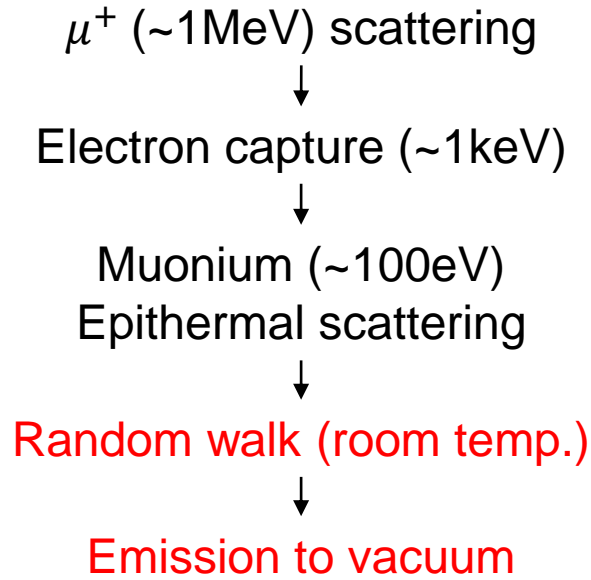 μ⁺ (~1MeV) scattering
↓
Electron capture (~1keV)
↓
Muonium (~100eV)
Epithermal scattering
↓
Random walk (room temp.)
↓
Emission to vacuum